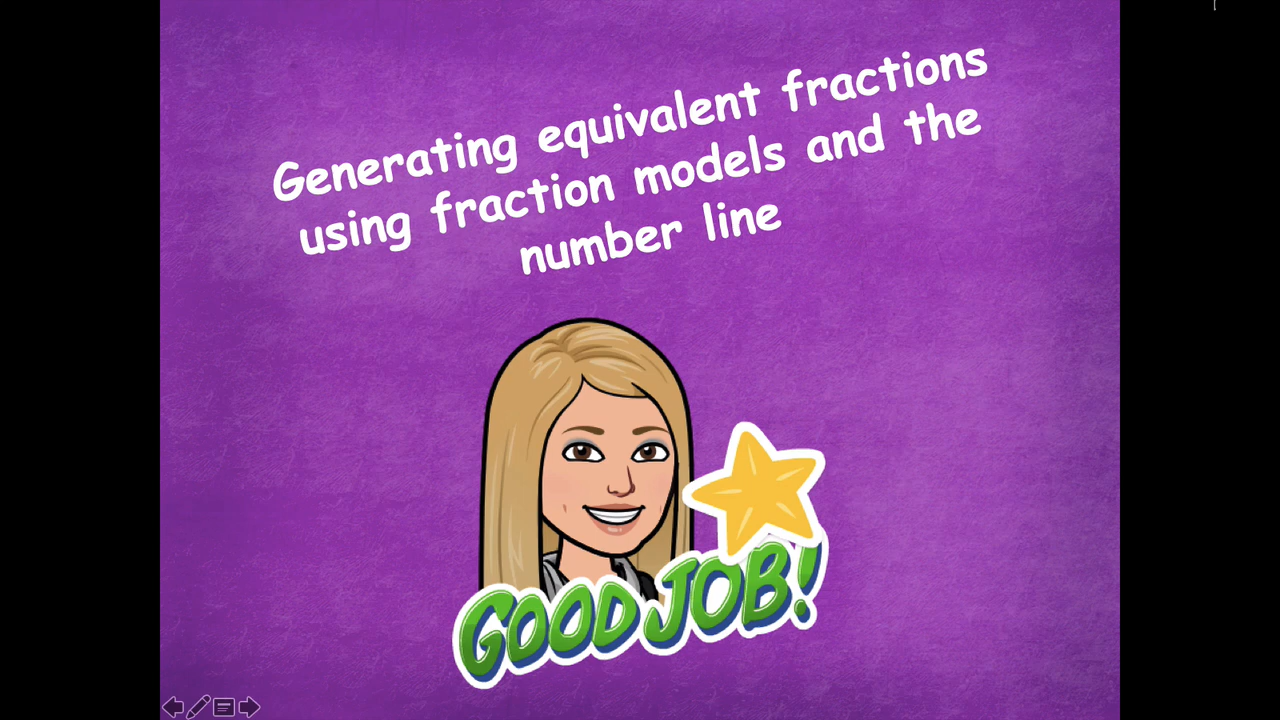 Generating equivalent fractions
using fraction models and the
number line
GOOD JOB!